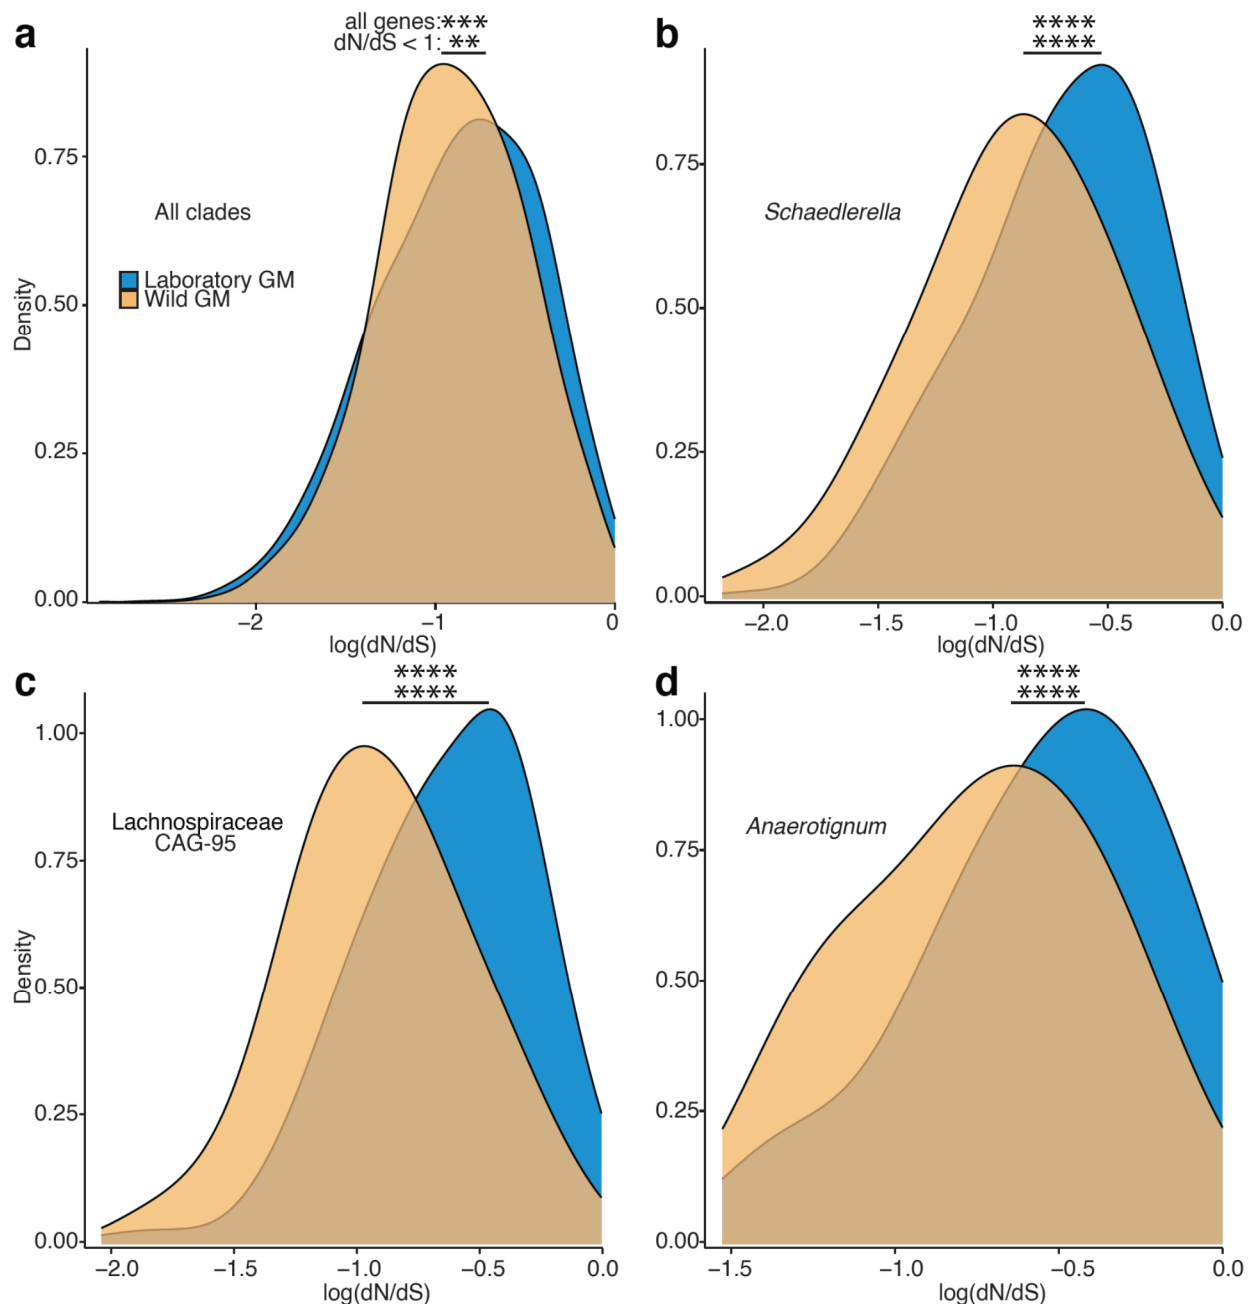 a
all genes:***
dN/dS < 1: **
0.75
All clades
Laboratory GM
Wild GM
Density
0.50
0.25
0.00
−2
−1
0
log(dN/dS)
b
****
****
0.75
Schaedlerella
0.50
0.25
0.00
−2.0
−1.5
−1.0
−0.5
0.0
log(dN/dS)
c
****
****
1.00
Lachnospiraceae
CAG-95
0.75
Density
0.50
0.25
0.00
−2.0
−1.5
−1.0
−0.5
0.0
log(dN/dS)
d
****
****
1.00
Anaerotignum
0.75
0.50
0.25
0.00
−1.5
−1.0
−0.5
0.0
log(dN/dS)